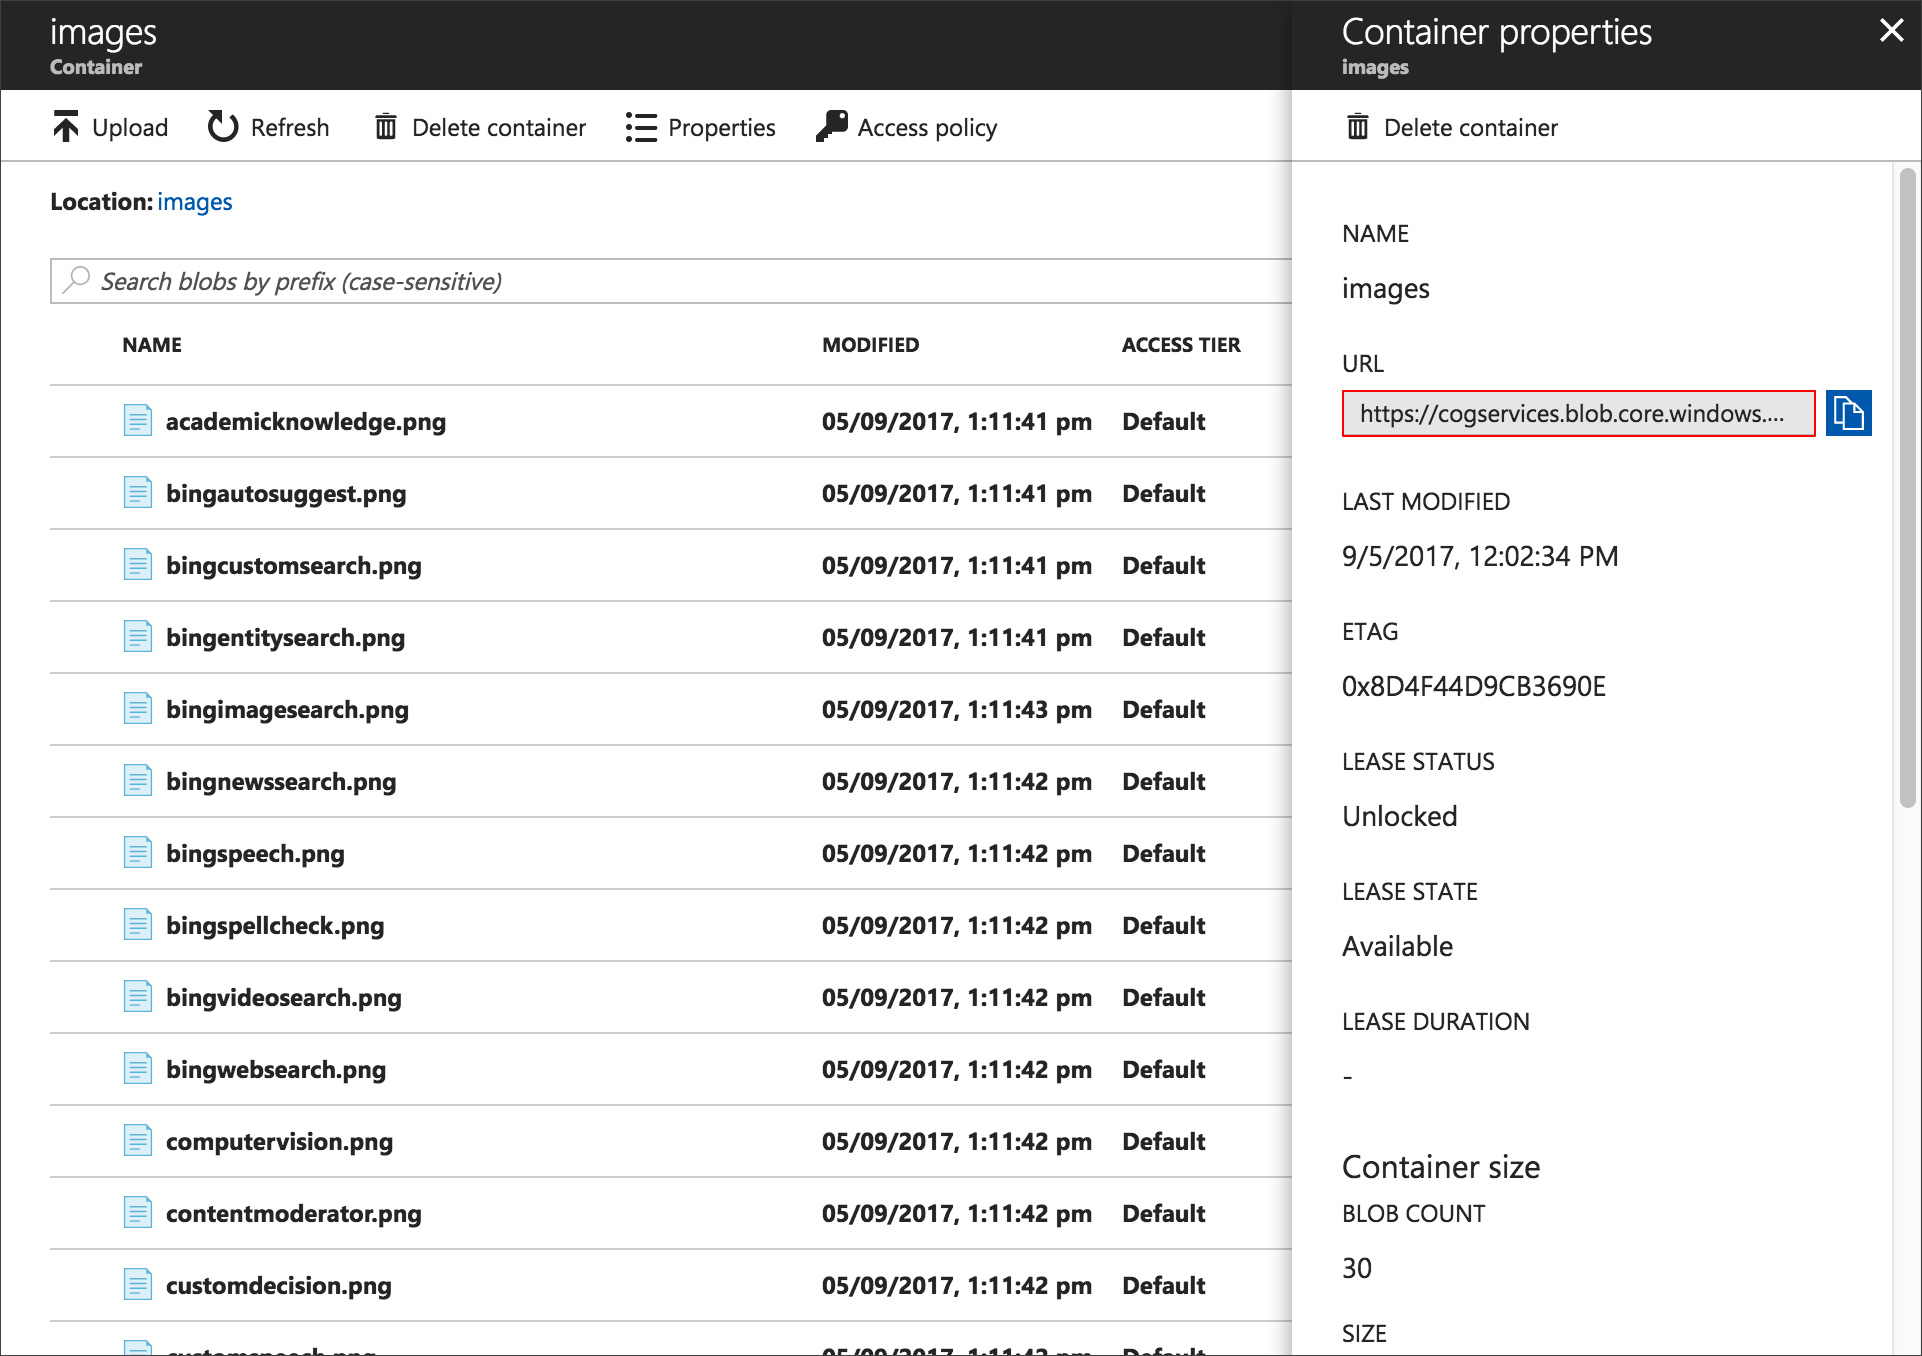 images
Container
Upload
Refresh
Delete container
Properties
Access policy
Location: images
Search blobs by prefix (case-sensitive)
NAME MODIFIED ACCESS TIER
academicknowledge.png 05/09/2017, 1:11:41 pm Default
bingautosuggest.png 05/09/2017, 1:11:41 pm Default
bingcustomsearch.png 05/09/2017, 1:11:41 pm Default
bingentitysearch.png 05/09/2017, 1:11:41 pm Default
bingimagesearch.png 05/09/2017, 1:11:43 pm Default
bingnewssearch.png 05/09/2017, 1:11:42 pm Default
bingspeech.png 05/09/2017, 1:11:42 pm Default
bingspellcheck.png 05/09/2017, 1:11:42 pm Default
bingvideosearch.png 05/09/2017, 1:11:42 pm Default
bingwebsearch.png 05/09/2017, 1:11:42 pm Default
computervision.png 05/09/2017, 1:11:42 pm Default
contentmoderator.png 05/09/2017, 1:11:42 pm Default
customdecision.png 05/09/2017, 1:11:42 pm Default
Container properties
images
Delete container
NAME
images
URL
https://cogservices.blob.core.windows....
LAST MODIFIED
9/5/2017, 12:02:34 PM
ETAG
0x8D4F44D9CB3690E
LEASE STATUS
Unlocked
LEASE STATE
Available
LEASE DURATION
-
Container size
BLOB COUNT
30
SIZE